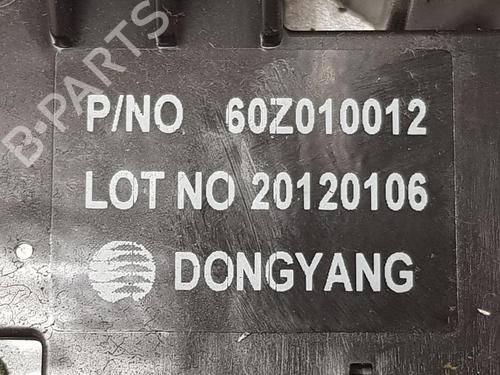 B-PARTS
P/NO 60Z010012
LOT NO 20120106
DONGYANG